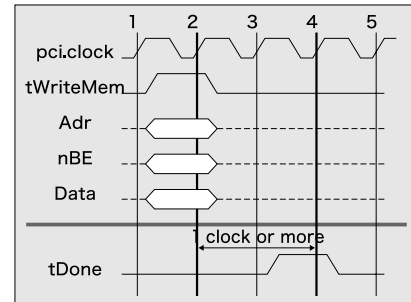 1 2 3 4 5
pci.clock
tWriteMem
Adr
nBE
Data
1 clock or more
tDone